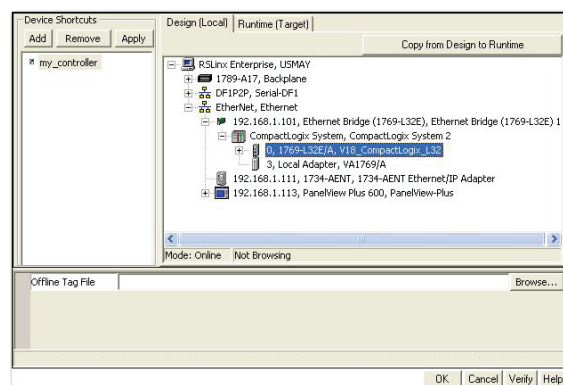 Device Shortcuts
Add Remove Apply
my_controller
Design (Local) Runtime (Target)
Copy from Design to Runtime
RSLinx Enterprise, USMAY
1789-A17, Backplane
DF1P2P, Serial-DF1
EtherNet, Ethernet
192.168.1.101, Ethernet Bridge (1769-L32E), Ethernet Bridge (1769-L32E) 1
CompactLogix System, CompactLogix System 2
0, 1769-L32E/A, V18_CompactLogix_L32
3, Local Adapter, VA1769/A
192.168.1.111, 1734-AENT, 1734-AENT Ethernet/IP Adapter
192.168.1.113, PanelView Plus 600, PanelView-Plus
Mode: Online Not Browsing
Offline Tag File Browse...
OK Cancel Verify Help